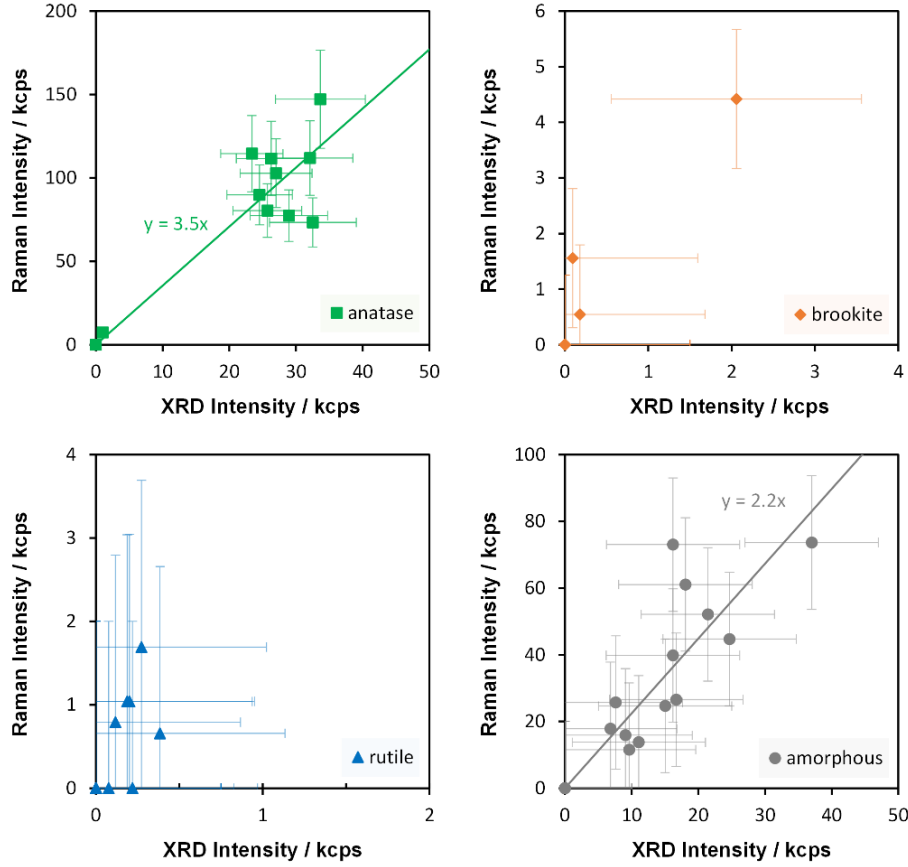 200
150
100
50
0
0 10 20 30 40 50
Raman Intensity / kcps
XRD Intensity / kcps
y = 3.5x
anatase
6
5
4
3
2
1
0
0 1 2 3 4
Raman Intensity / kcps
XRD Intensity / kcps
brookite
4
3
2
1
0
0 1 2
Raman Intensity / kcps
XRD Intensity / kcps
rutile
100
80
60
40
20
0
0 10 20 30 40 50
Raman Intensity / kcps
XRD Intensity / kcps
y = 2.2x
amorphous